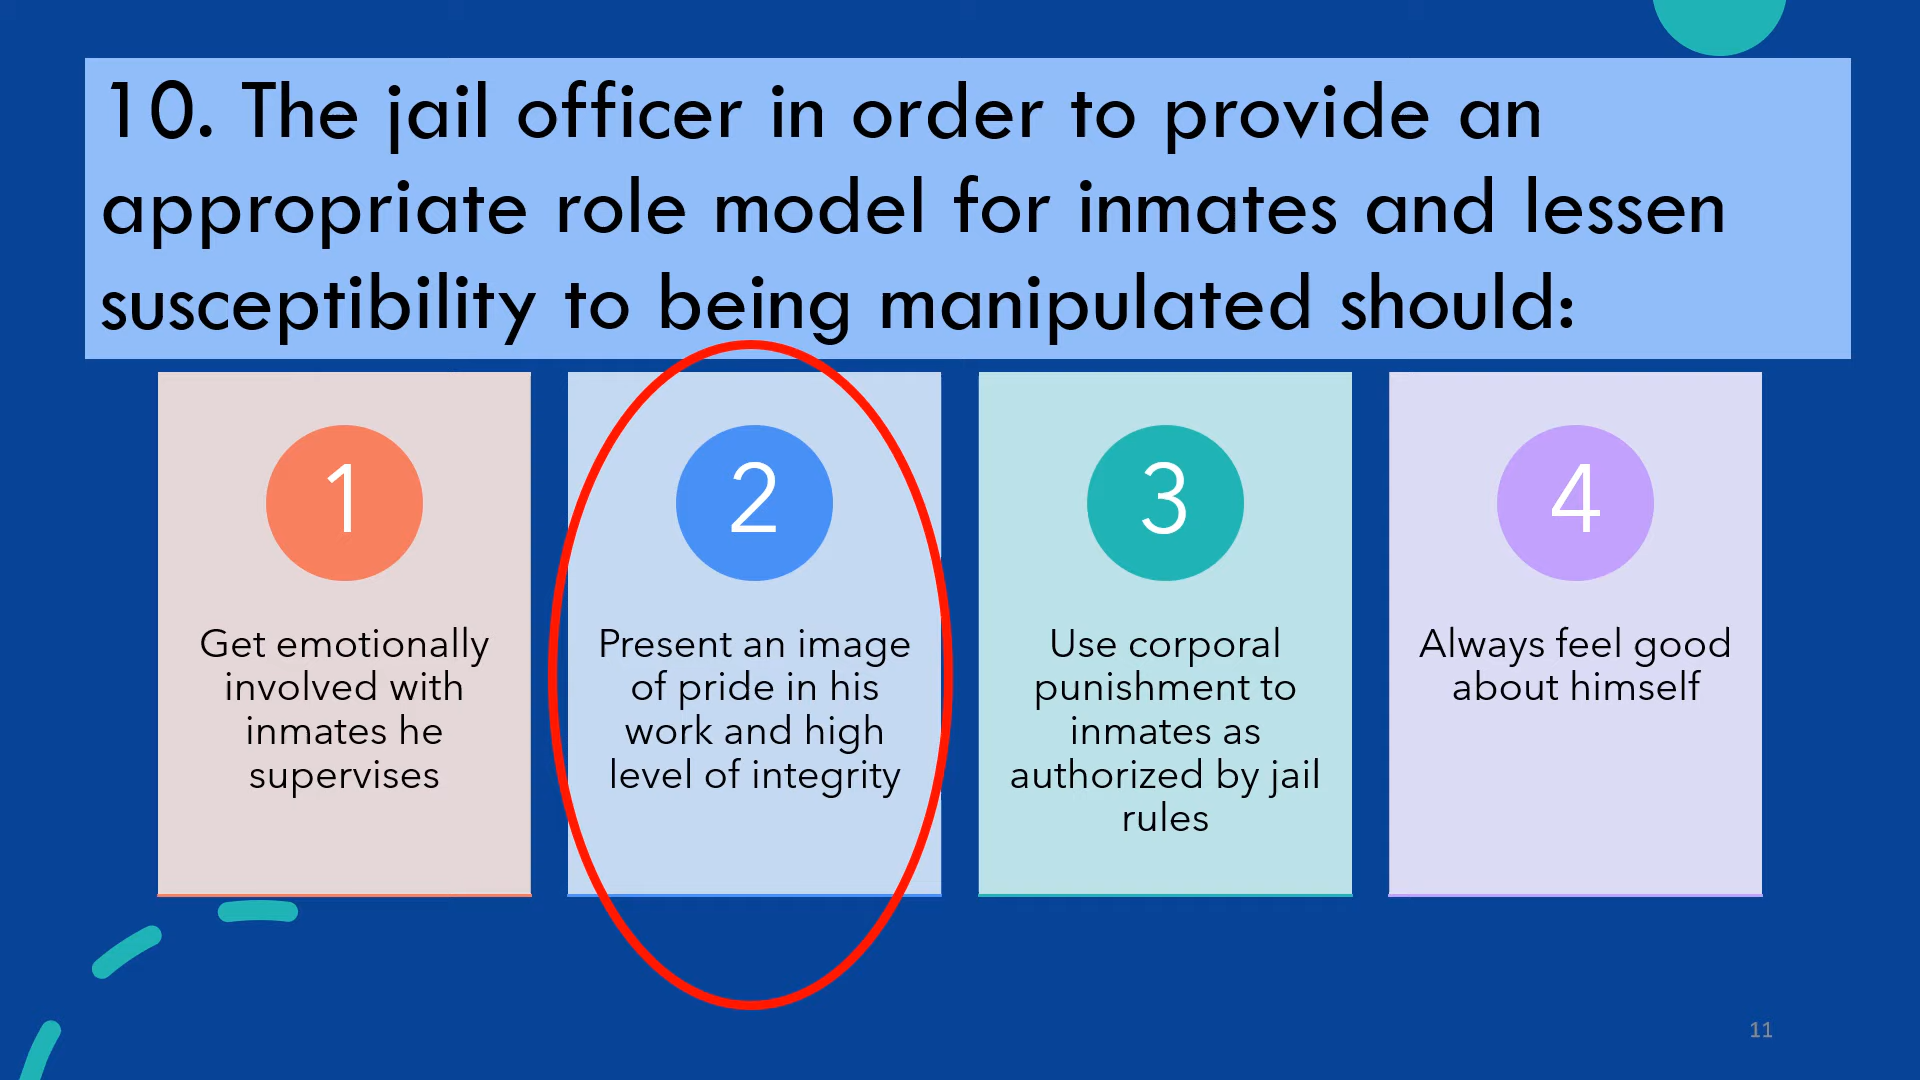 10. The jail officer in order to provide an
appropriate role model for inmates and lessen
susceptibility to being manipulated should:
1
Get emotionally
involved with
inmates he
supervises
2
Present an image
of pride in his
work and high
level of integrity
3
Use corporal
punishment to
inmates as
authorized by jail
rules
4
Always feel good
about himself
11